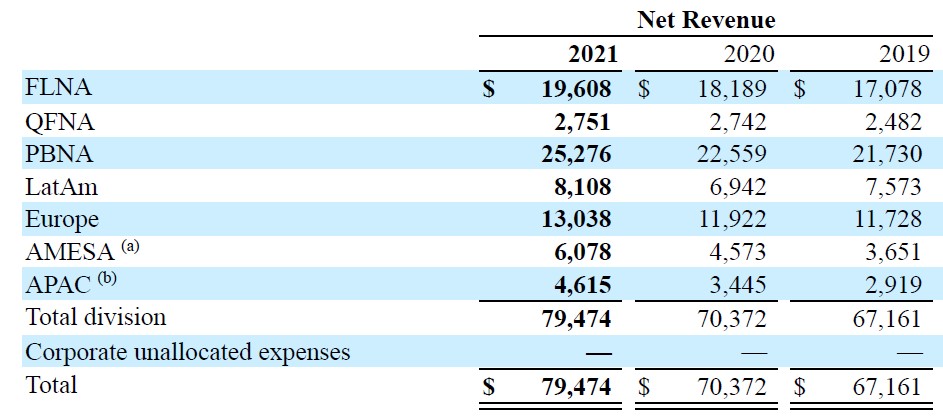 Net Revenue
2021 2020 2019
FLNA $ 19,608 $ 18,189 $ 17,078
QFNA 2,751 2,742 2,482
PBNA 25,276 22,559 21,730
LatAm 8,108 6,942 7,573
Europe 13,038 11,922 11,728
AMESA (a) 6,078 4,573 3,651
APAC (b) 4,615 3,445 2,919
Total division 79,474 70,372 67,161
Corporate unallocated expenses — — —
Total $ 79,474 $ 70,372 $ 67,161